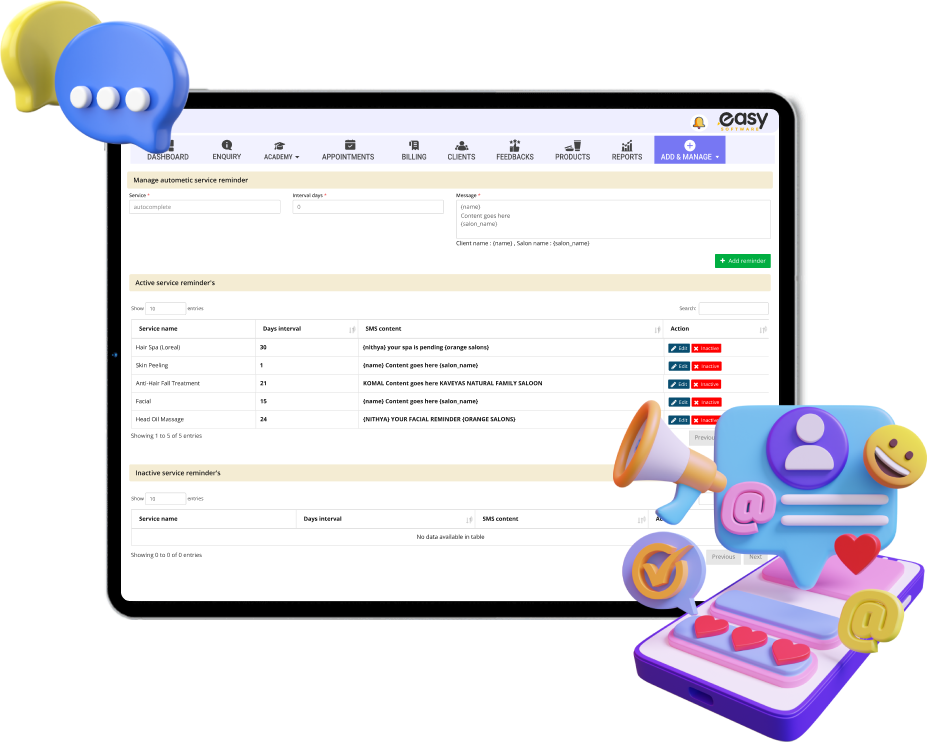 easy
SOFTWARE
DASHBOARD ENQUIRY ACADEMY APPOINTMENTS BILLING CLIENTS FEEDBACKS PRODUCTS REPORTS ADD & MANAGE
Manage autometic service reminder
Service * Interval days * Message *
autocomplete 0 {name}
Content goes here
{salon_name}
Client name : {name} , Salon name : {salon_name}
+ Add reminder
Active service reminder's
Show 10 entries Search:
Service name Days interval SMS content Action
Hair Spa (Loreal) 30 {nithya} your spa is pending {orange salons} Edit Inactive
Skin Peeling 1 {name} Content goes here {salon_name} Edit Inactive
Anti-Hair Fall Treatment 21 KOMAL Content goes here KAVEYAS NATURAL FAMILY SALOON Edit Inactive
Facial 15 {name} Content goes here {salon_name} Edit Inactive
Head Oil Massage 24 {NITHYA} YOUR FACIAL REMINDER {ORANGE SALONS} Edit Inactive
Showing 1 to 5 of 5 entries
Inactive service reminder's
Show 10 entries
Service name Days interval SMS content
No data available in table
Showing 0 to 0 of 0 entries Previous Next
@
@